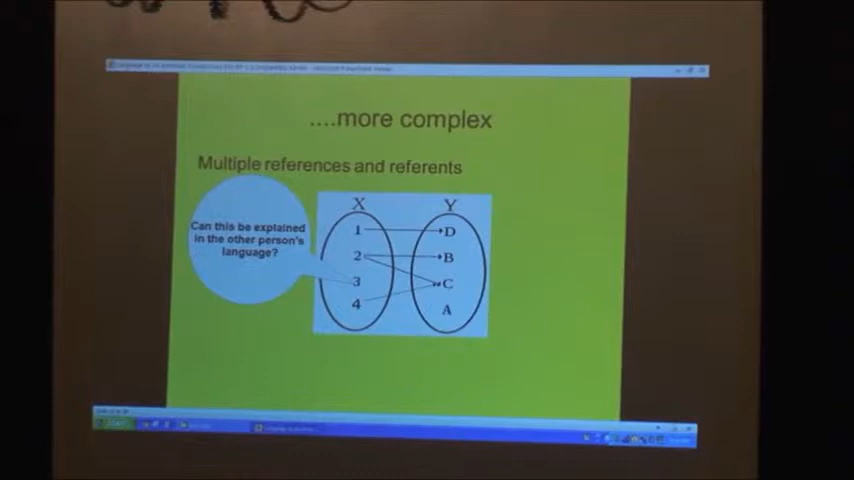 ....more complex
Multiple references and referents
Can this be explained
in the other person's
language?
X Y
1 D
2 B
3 C
4 A